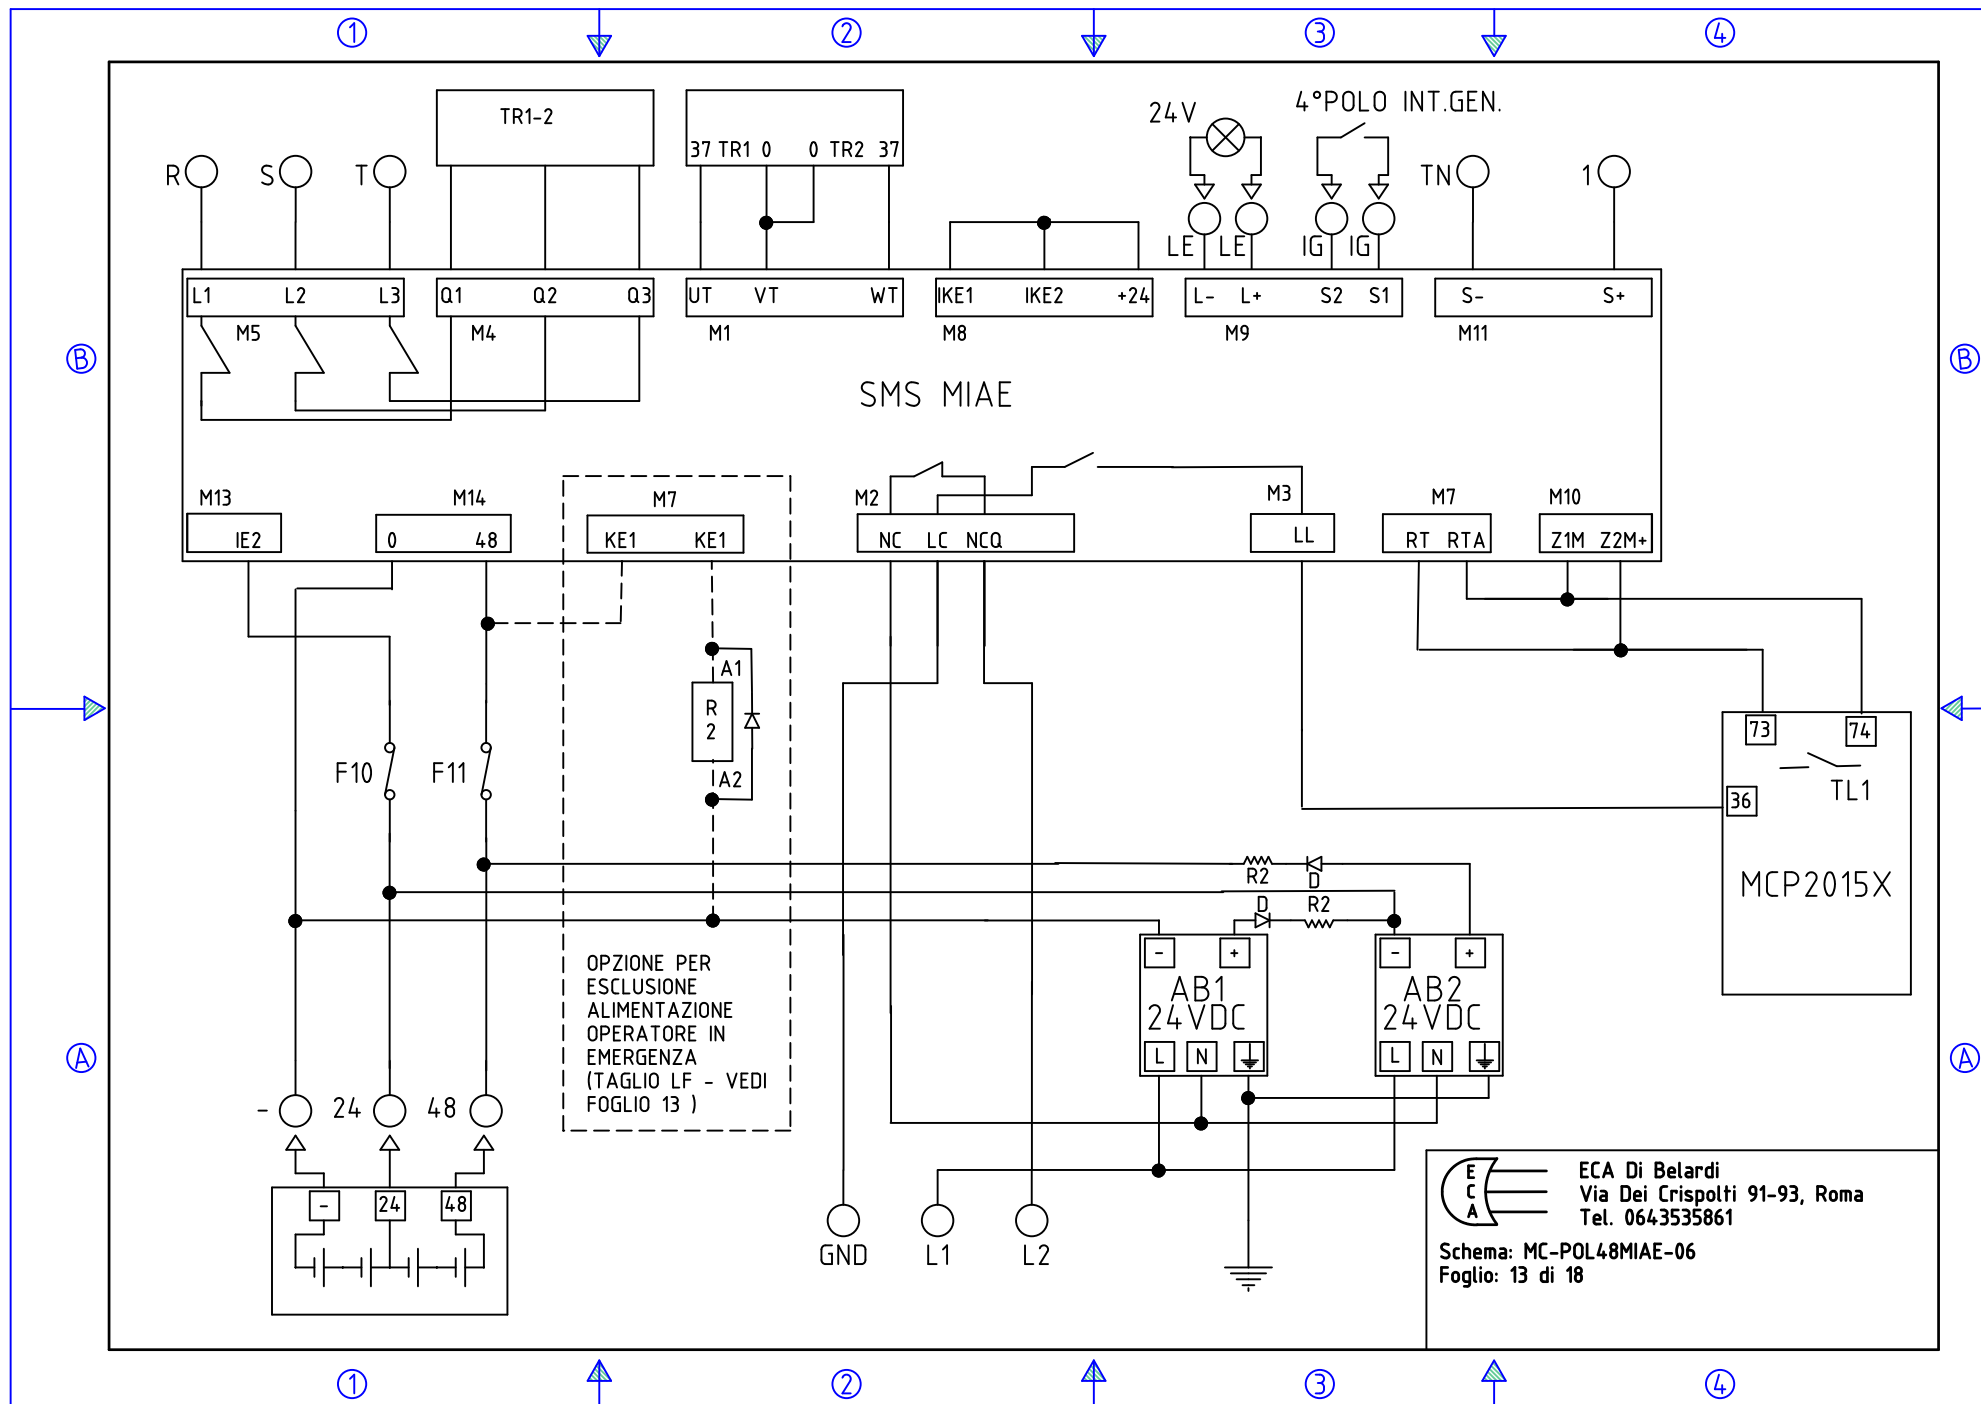 1 2 3 4
TR1-2
37 TR1 0 0 TR2 37
24V
4°POLO INT.GEN.
R S T
TN 1
LE LE IG IG
L1 L2 L3 Q1 Q2 Q3 UT VT WT IKE1 IKE2 +24 L- L+ S2 S1 S- S+
M5 M4 M1 M8 M9 M11
B B
SMS MIAE
M13 M14 M7 M2 M3 M7 M10
IE2 0 48 KE1 KE1 NC LC NCQ LL RT RTA Z1M Z2M+
A1
R
2
A2
F10 F11
73 74
TL1
36
MCP2015X
R2 D
D R2
- + - +
AB1
24VDC
AB2
24VDC
L N L N
OPZIONE PER
ESCLUSIONE
ALIMENTAZIONE
OPERATORE IN
EMERGENZA
(TAGLIO LF - VEDI
FOGLIO 13 )
A A
- 24 48
- 24 48
GND L1 L2
E
C
A
ECA Di Belardi
Via Dei Crispolti 91-93, Roma
Tel. 0643535861
Schema: MC-POL48MIAE-06
Foglio: 13 di 18
1 2 3 4